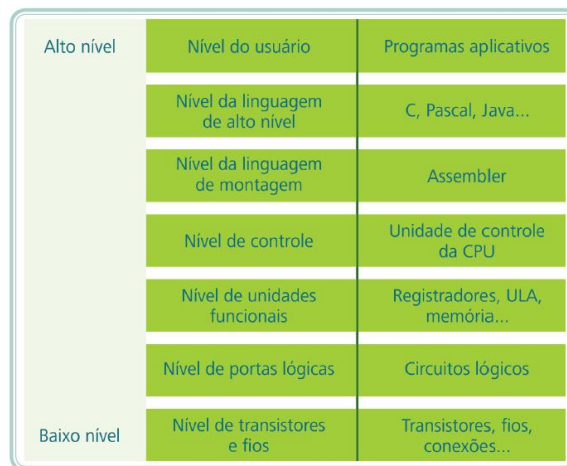 Alto nível
Nível do usuário
Programas aplicativos
Nível da linguagem
de alto nível
C, Pascal, Java...
Nível da linguagem
de montagem
Assembler
Nível de controle
Unidade de controle
da CPU
Nível de unidades
funcionais
Registradores, ULA,
memória...
Nível de portas lógicas
Circuitos lógicos
Baixo nível
Nível de transistores
e fios
Transistores, fios,
conexões...